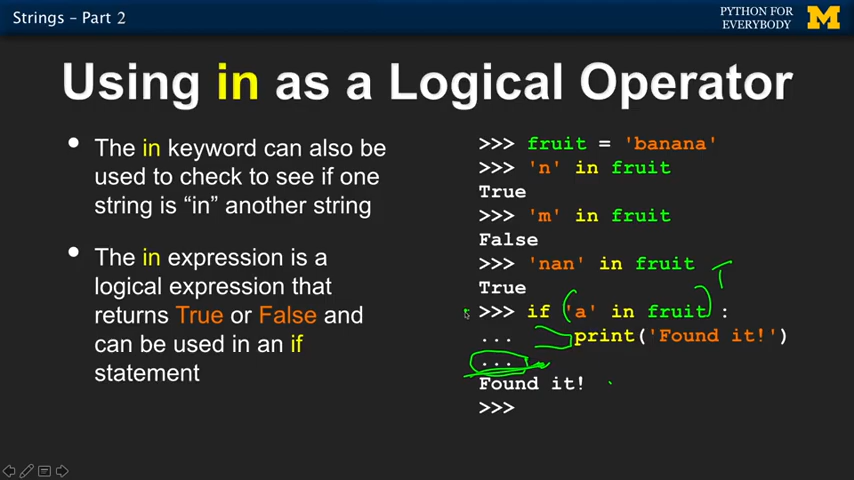 Strings – Part 2
PYTHON FOR
EVERYBODY
M
Using in as a Logical Operator
• The in keyword can also be
used to check to see if one
string is “in” another string
• The in expression is a
logical expression that
returns True or False and
can be used in an if
statement
>>> fruit = 'banana'
>>> 'n' in fruit
True
>>> 'm' in fruit
False
>>> 'nan' in fruit
True
T
>>> if 'a' in fruit :
...     print('Found it!')
...
Found it!
>>>